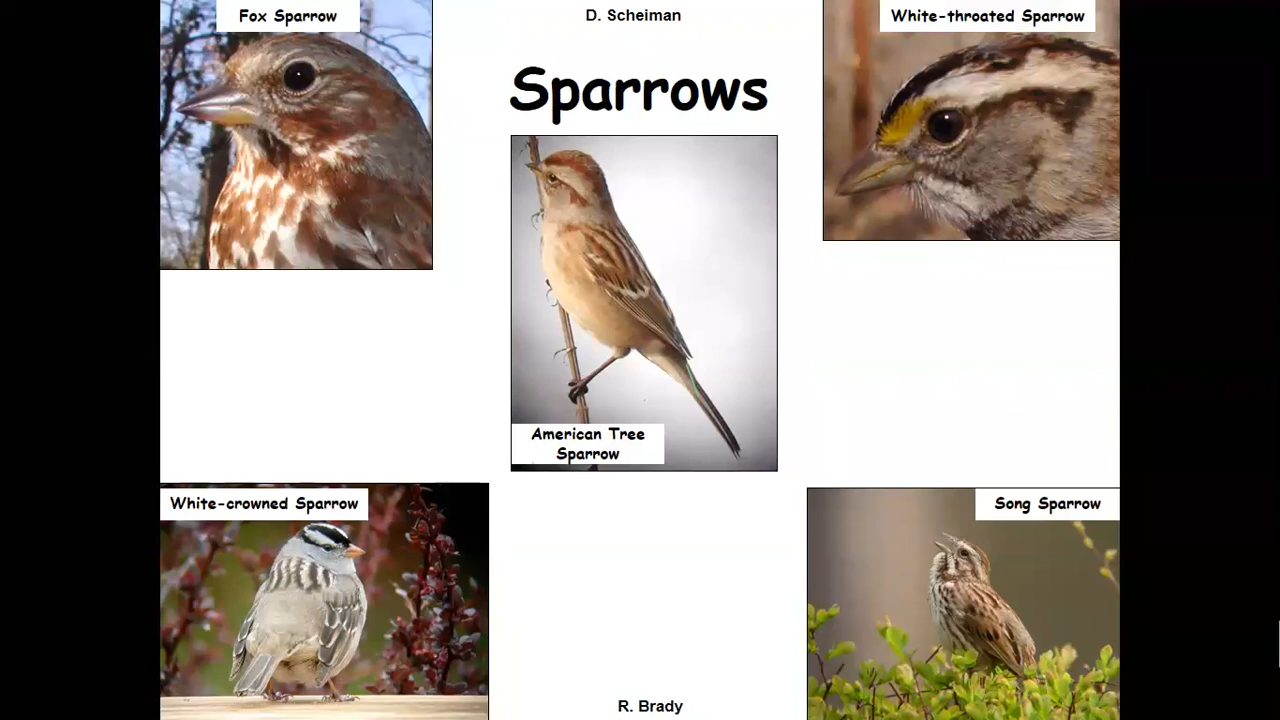 Fox Sparrow
D. Scheiman
White-throated Sparrow
Sparrows
American Tree
Sparrow
White-crowned Sparrow
Song Sparrow
R. Brady